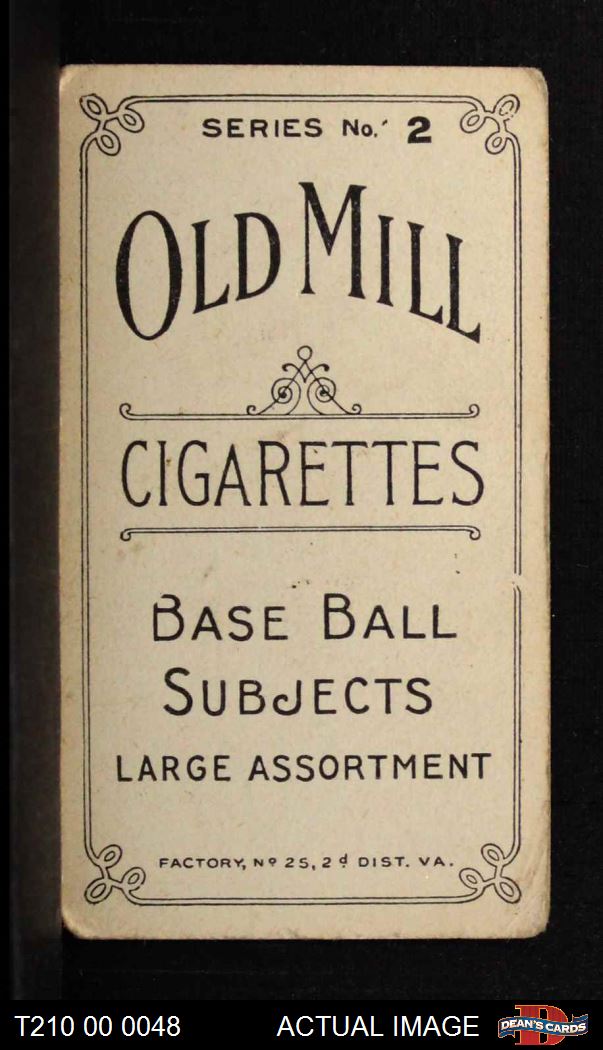 SERIES No. 2
OLD MILL
CIGARETTES
BASE BALL
SUBJECTS
LARGE ASSORTMENT
FACTORY, Nº 25, 2d DIST. VA.
T210 00 0048 ACTUAL IMAGE DEAN'S CARDS